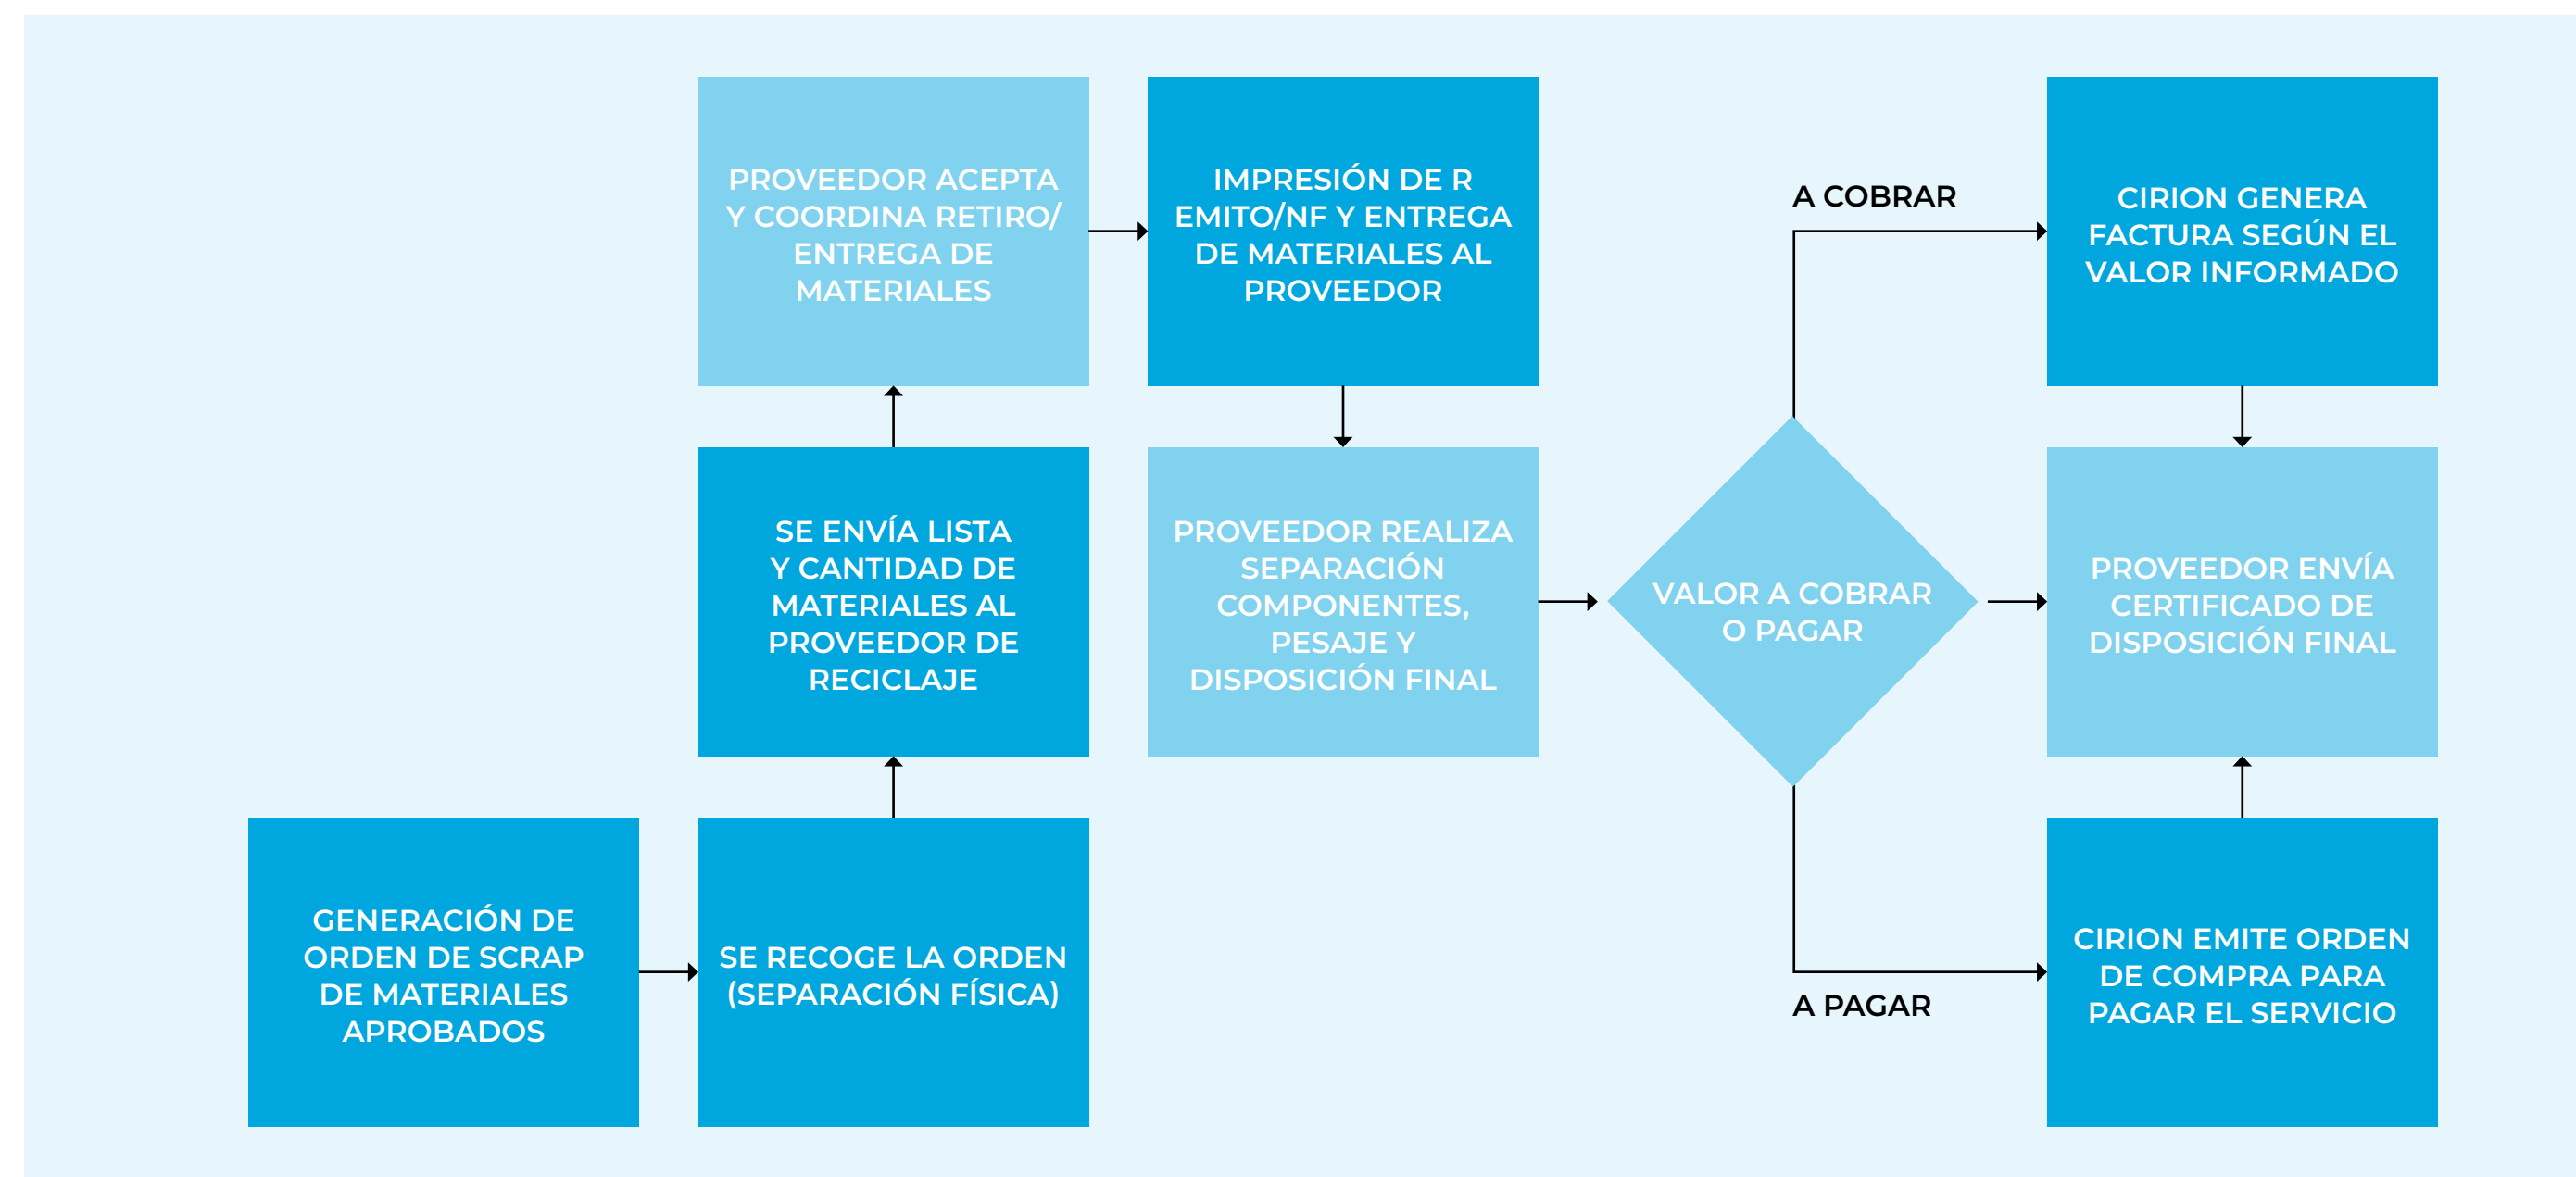 PROVEEDOR ACEPTA
Y COORDINA RETIRO/
ENTREGA DE
MATERIALES
IMPRESIÓN DE R
EMITO/NF Y ENTREGA
DE MATERIALES AL
PROVEEDOR
A COBRAR
CIRION GENERA
FACTURA SEGÚN EL
VALOR INFORMADO
SE ENVÍA LISTA
Y CANTIDAD DE
MATERIALES AL
PROVEEDOR DE
RECICLAJE
PROVEEDOR REALIZA
SEPARACIÓN
COMPONENTES,
PESAJE Y
DISPOSICIÓN FINAL
VALOR A COBRAR
O PAGAR
PROVEEDOR ENVÍA
CERTIFICADO DE
DISPOSICIÓN FINAL
GENERACIÓN DE
ORDEN DE SCRAP
DE MATERIALES
APROBADOS
SE RECOGE LA ORDEN
(SEPARACIÓN FÍSICA)
A PAGAR
CIRION EMITE ORDEN
DE COMPRA PARA
PAGAR EL SERVICIO